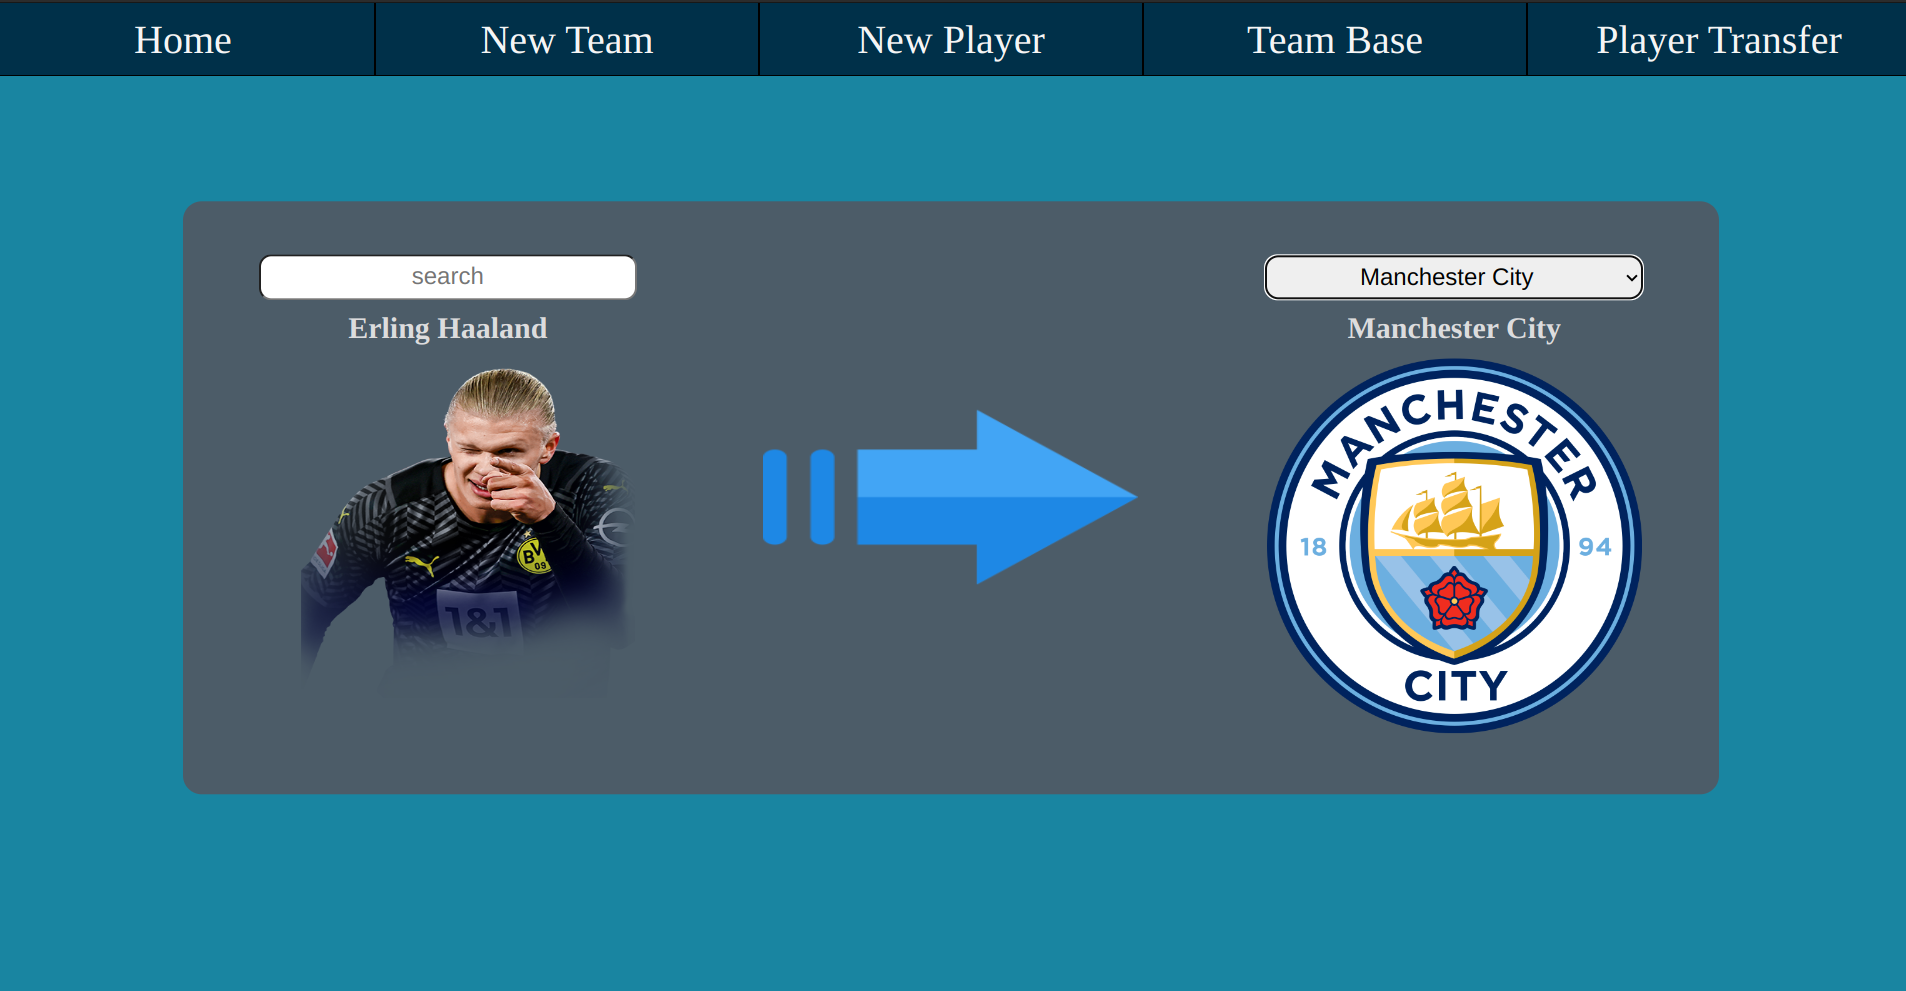 Home
New Team
New Player
Team Base
Player Transfer
search
Manchester City
Erling Haaland
Manchester City
BVB
09
1&1
MANCHESTER
18
94
CITY